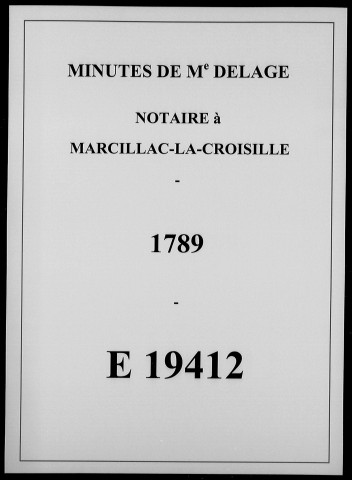 MINUTES DE Me DELAGE
NOTAIRE à
MARCILLAC-LA-CROISILLE
-
1789
-
E 19412